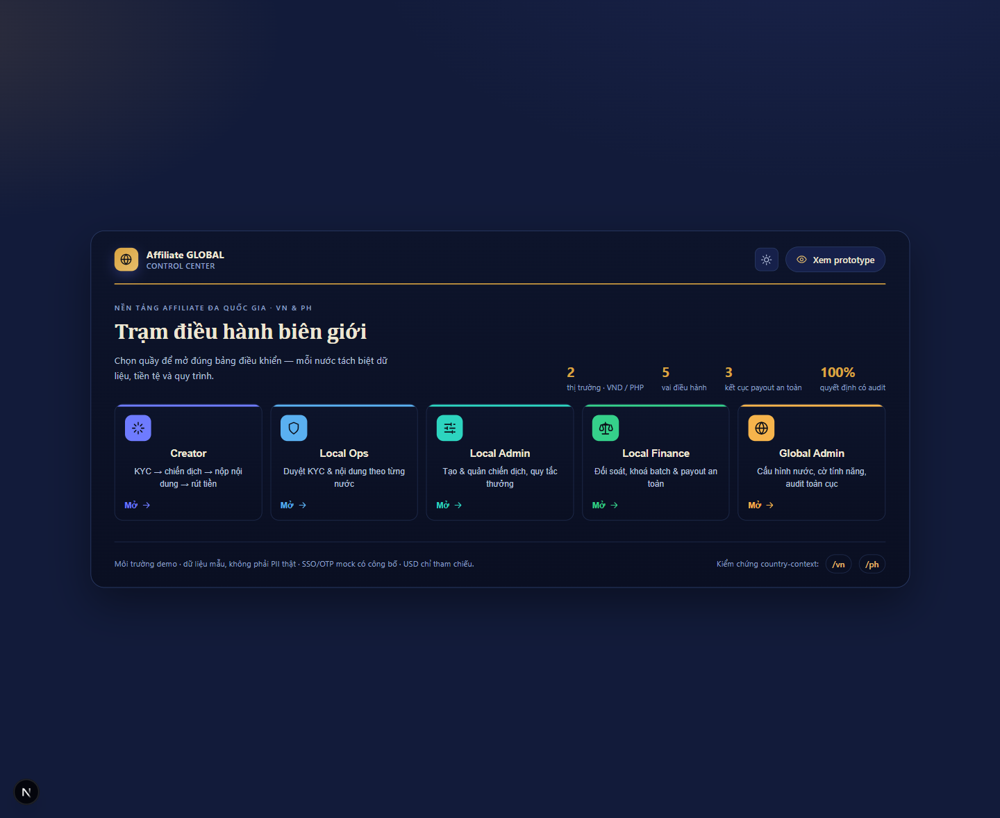 Affiliate GLOBAL
CONTROL CENTER
Xem prototype
NỀN TẢNG AFFILIATE ĐA QUỐC GIA · VN & PH
Trạm điều hành biên giới
Chọn quầy để mở đúng bảng điều khiển — mỗi nước tách biệt dữ
liệu, tiền tệ và quy trình.
2
thị trường · VND / PHP
5
vai điều hành
3
kết cục payout an toàn
100%
quyết định có audit
Creator
KYC → chiến dịch → nộp nội
dung → rút tiền
Mở →
Local Ops
Duyệt KYC & nội dung theo từng
nước
Mở →
Local Admin
Tạo & quản chiến dịch, quy tắc
thưởng
Mở →
Local Finance
Đối soát, khoá batch & payout an
toàn
Mở →
Global Admin
Cấu hình nước, cờ tính năng,
audit toàn cục
Mở →
Môi trường demo · dữ liệu mẫu, không phải PII thật · SSO/OTP mock có công bố · USD chỉ tham chiếu.
Kiểm chứng country-context:
/vn
/ph
N